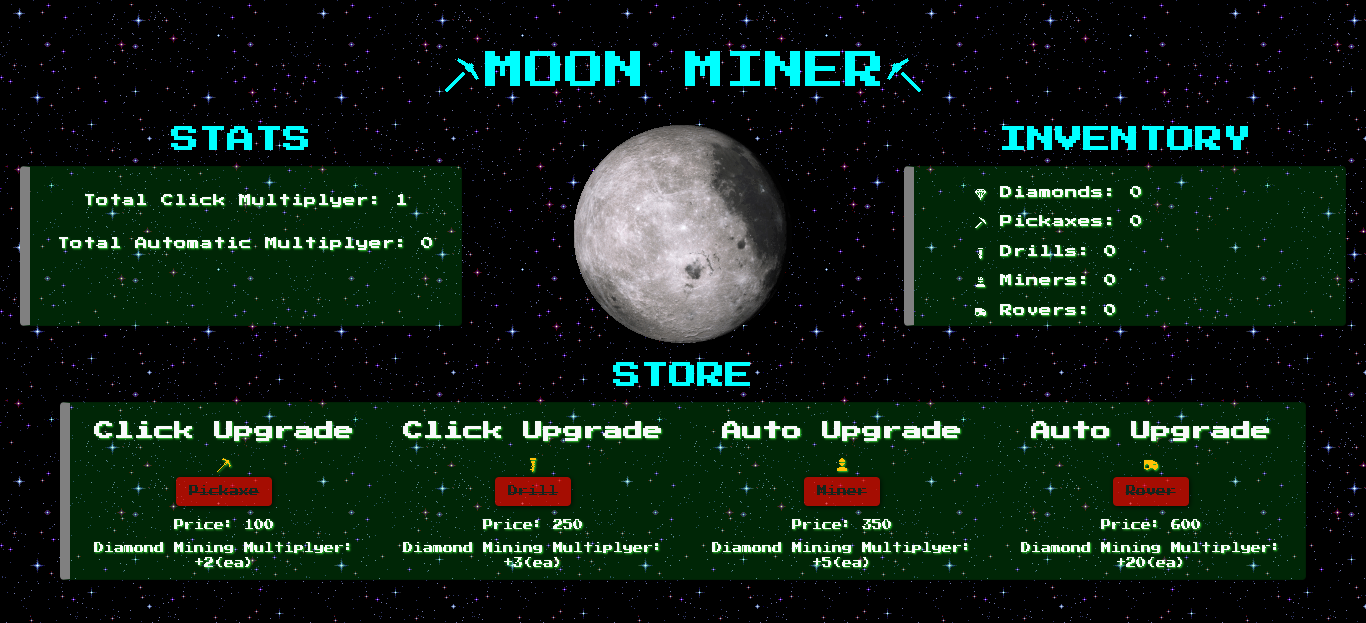 MOON MINER
STATS
Total Click Multiplyer: 1
Total Automatic Multiplyer: 0
INVENTORY
Diamonds: 0
Pickaxes: 0
Drills: 0
Miners: 0
Rovers: 0
STORE
Click Upgrade
Pickaxe
Price: 100
Diamond Mining Multiplyer:
+2(ea)
Click Upgrade
Drill
Price: 250
Diamond Mining Multiplyer:
+3(ea)
Auto Upgrade
Miner
Price: 350
Diamond Mining Multiplyer:
+5(ea)
Auto Upgrade
Rover
Price: 600
Diamond Mining Multiplyer:
+20(ea)